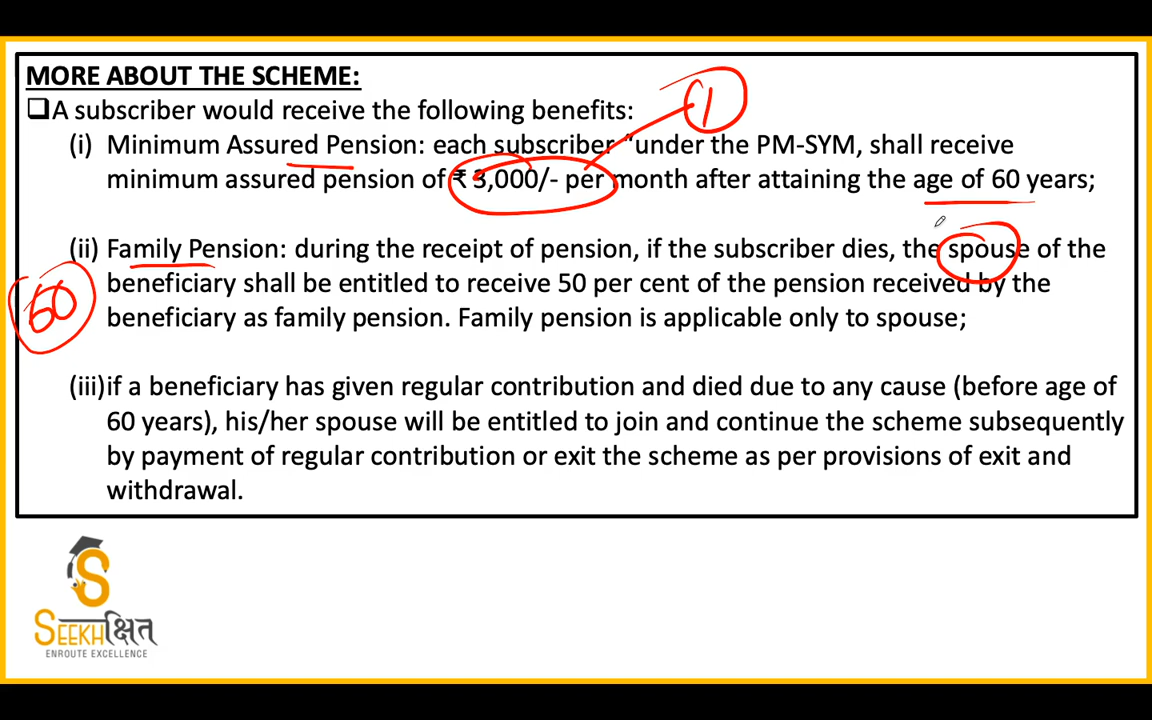 MORE ABOUT THE SCHEME:
❑A subscriber would receive the following benefits:
1
(i) Minimum Assured Pension: each subscriber “under the PM-SYM, shall receive
minimum assured pension of ₹ 3,000/- per month after attaining the age of 60 years;
(ii) Family Pension: during the receipt of pension, if the subscriber dies, the spouse of the
beneficiary shall be entitled to receive 50 per cent of the pension received by the
60
beneficiary as family pension. Family pension is applicable only to spouse;
(iii)if a beneficiary has given regular contribution and died due to any cause (before age of
60 years), his/her spouse will be entitled to join and continue the scheme subsequently
by payment of regular contribution or exit the scheme as per provisions of exit and
withdrawal.
SEEKHक्षित
ENROUTE EXCELLENCE